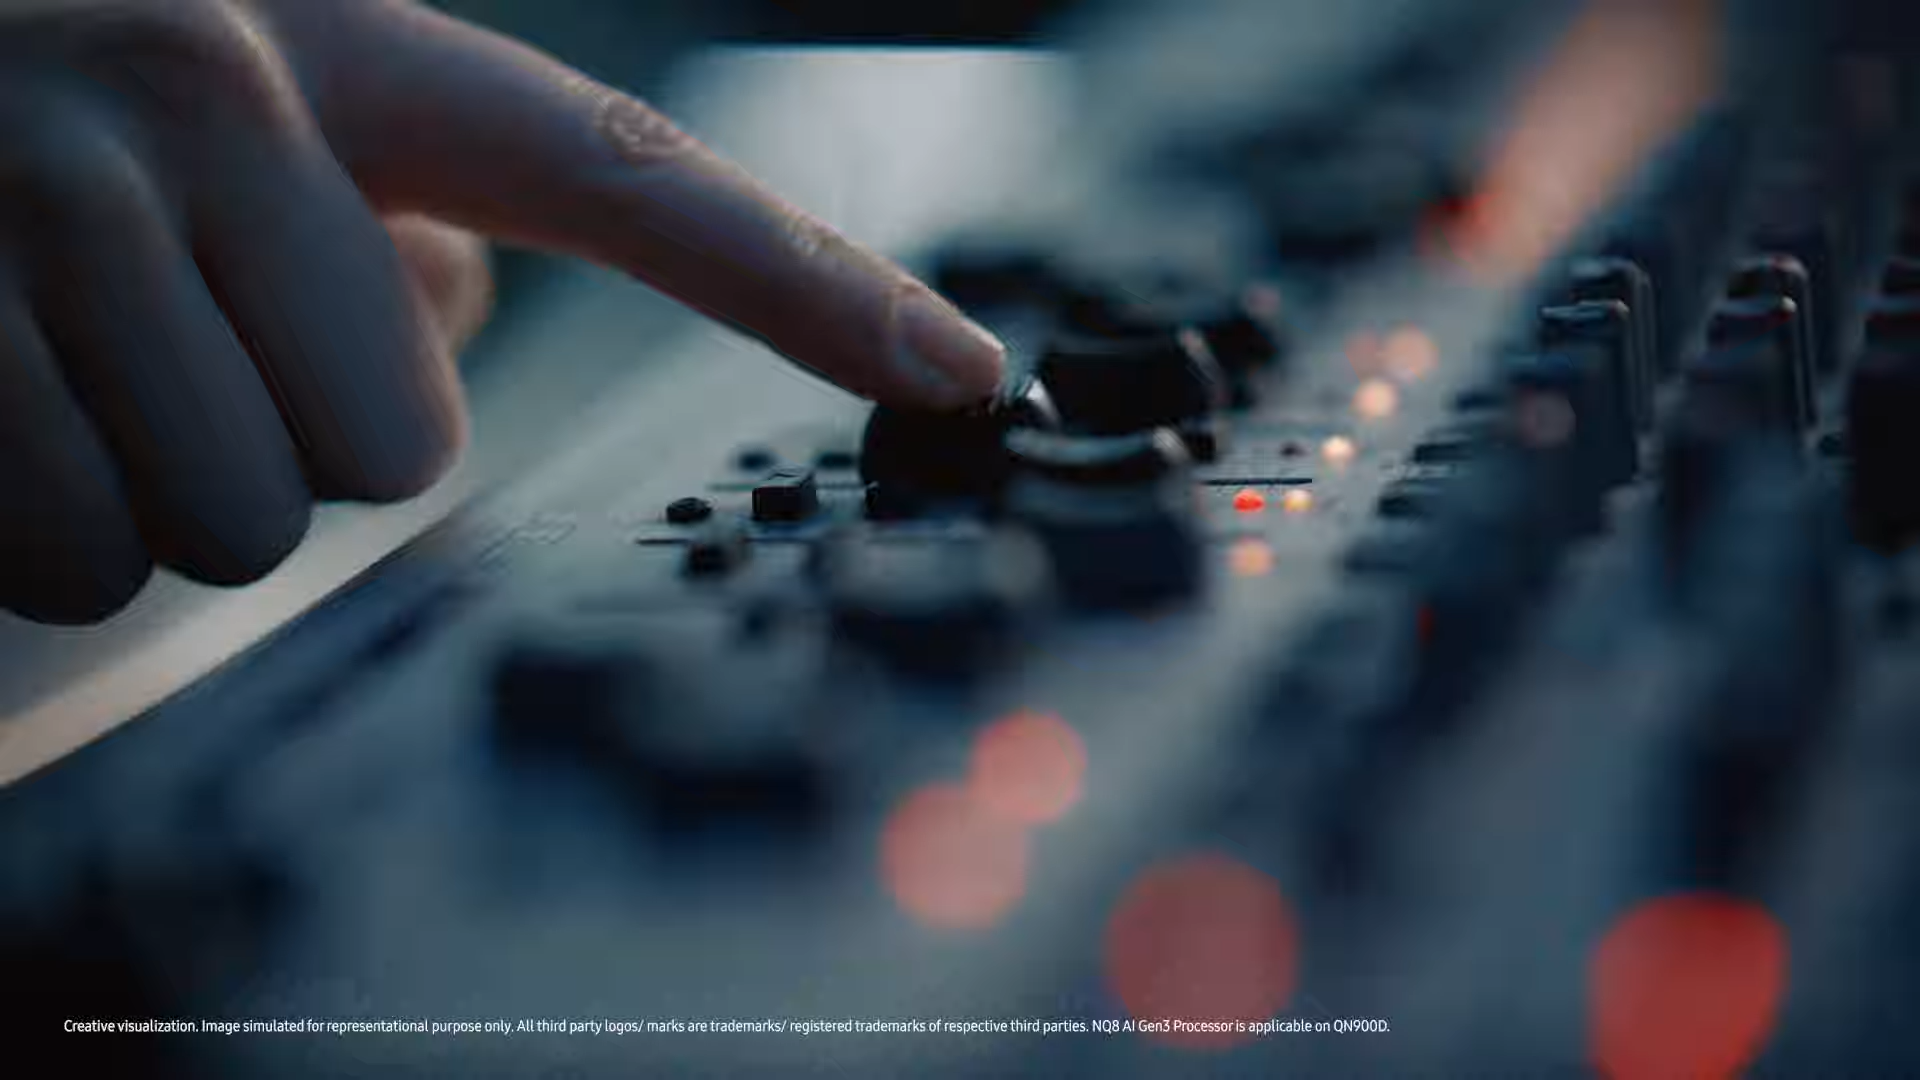 Creative visualization. Image simulated for representational purpose only. All third party logos/ marks are trademarks/ registered trademarks of respective third parties. NQ8 AI Gen3 Processor is applicable on QN900D.